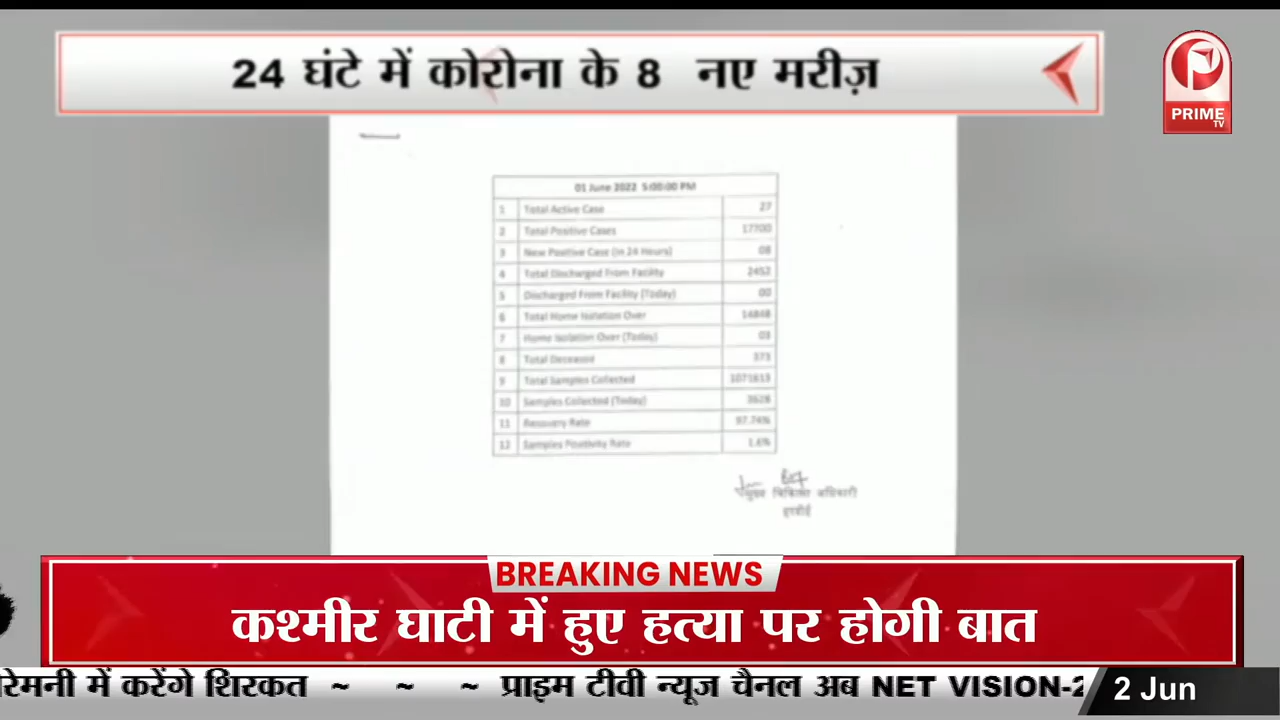 24 घंटे में कोरोना के 8 नए मरीज़
PRIME
TV
01 June 2022 5:00:00 PM
1 Total Active Case 27
2 Total Positive Cases 17700
3 New Positive Case (In 24 Hours) 08
4 Total Discharged From Facility 2452
5 Discharged From Facility (Today) 00
6 Total Home Isolation Over 14848
7 Home Isolation Over (Today) 03
8 Total Deceased 373
9 Total Samples Collected 1071613
10 Samples Collected (Today) 3628
11 Recovery Rate 97.74%
12 Samples Positivity Rate 1.6%
मुख्य चिकित्सा अधिकारी
BREAKING NEWS
कश्मीर घाटी में हुए हत्या पर होगी बात
रेमनी में करेंगे शिरकत ~ ~ ~ प्राइम टीवी न्यूज चैनल अब NET VISION-2
2 Jun